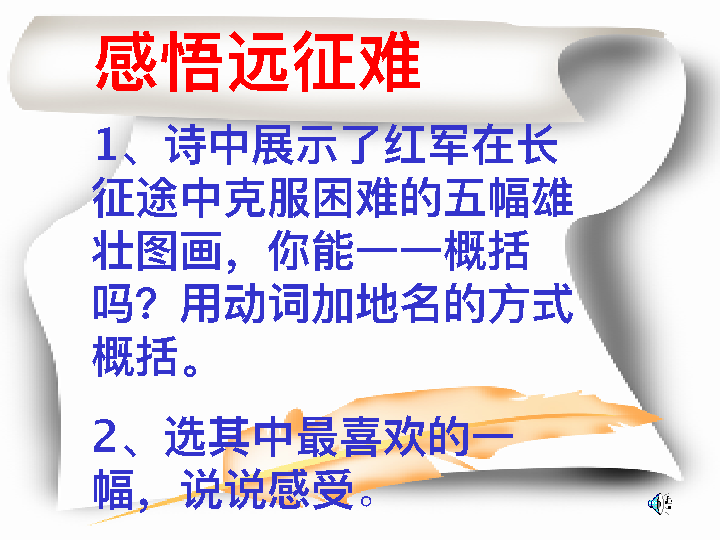 感悟远征难
1、诗中展示了红军在长
征途中克服困难的五幅雄
壮图画，你能一一概括
吗？用动词加地名的方式
概括。
2、选其中最喜欢的一
幅，说说感受。